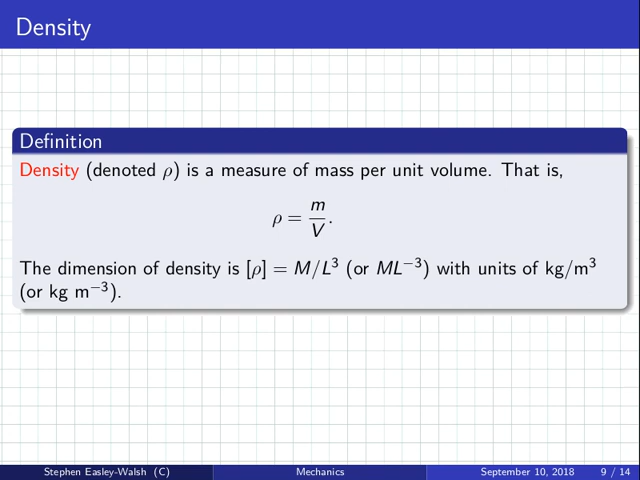 Density
Definition
Density (denoted ρ) is a measure of mass per unit volume. That is,
ρ = m/V.
The dimension of density is [ρ] = M/L³ (or ML⁻³) with units of kg/m³
(or kg m⁻³).
Stephen Easley-Walsh (C) Mechanics September 10, 2018 9 / 14